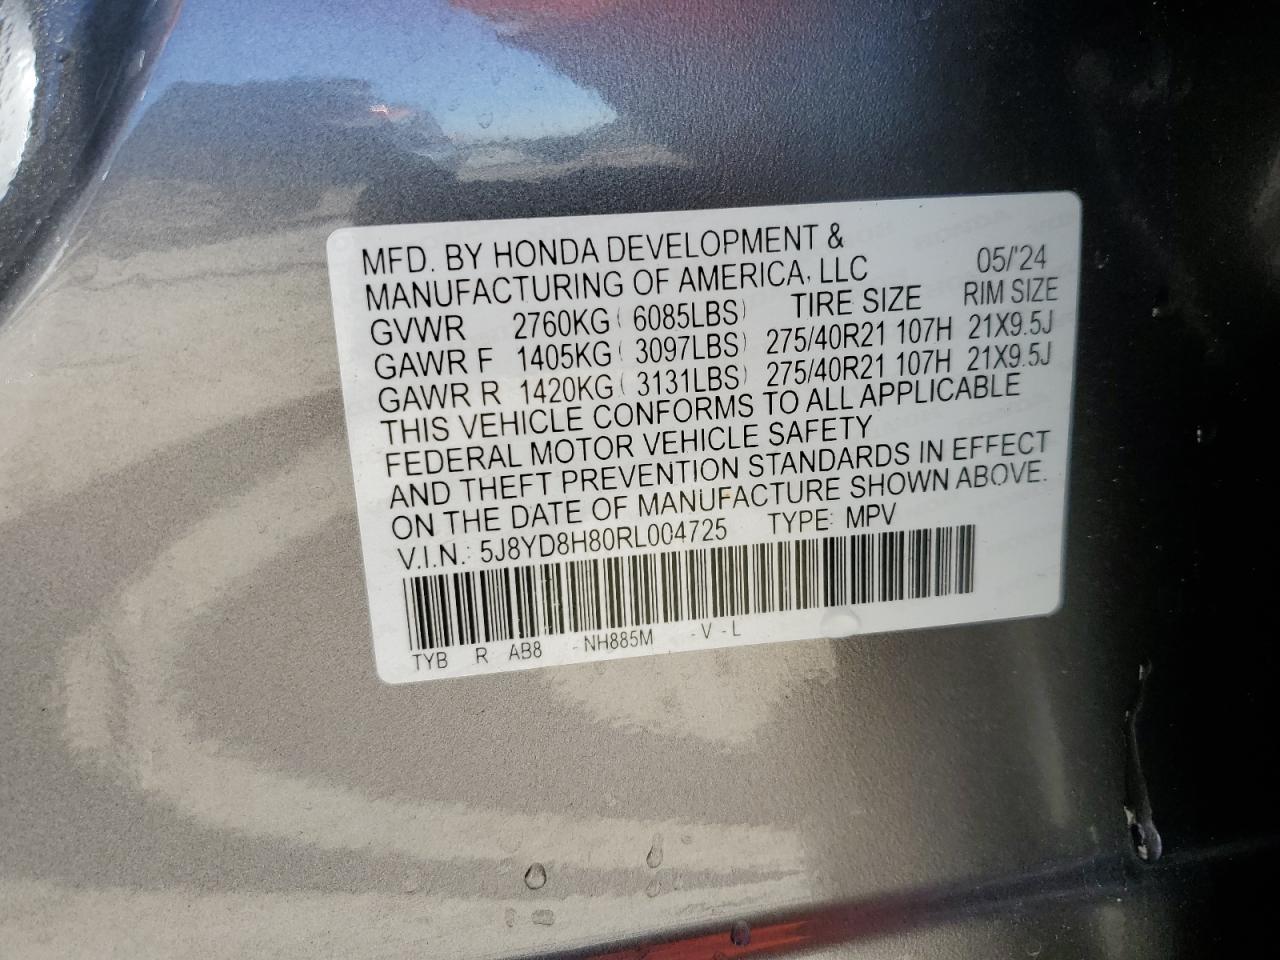 MFD. BY HONDA DEVELOPMENT &
MANUFACTURING OF AMERICA, LLC 05/'24
GVWR 2760KG ( 6085LBS) TIRE SIZE RIM SIZE
GAWR F 1405KG ( 3097LBS) 275/40R21 107H 21X9.5J
GAWR R 1420KG ( 3131LBS) 275/40R21 107H 21X9.5J
THIS VEHICLE CONFORMS TO ALL APPLICABLE
FEDERAL MOTOR VEHICLE SAFETY
AND THEFT PREVENTION STANDARDS IN EFFECT
ON THE DATE OF MANUFACTURE SHOWN ABOVE.
V.I.N.: 5J8YD8H80RL004725 TYPE: MPV
TYB R AB8 - NH885M - V - L